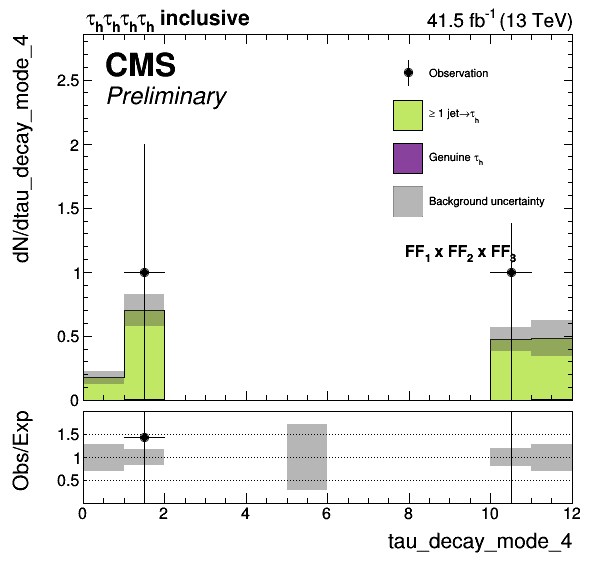 τhτhτhτh inclusive
41.5 fb-1 (13 TeV)
CMS
Preliminary
Observation
≥ 1 jet→τh
Genuine τh
Background uncertainty
FF1 x FF2 x FF3
dN/dtau_decay_mode_4
2.5
2
1.5
1
0.5
0
Obs/Exp
1.5
1
0.5
0 2 4 6 8 10 12
tau_decay_mode_4